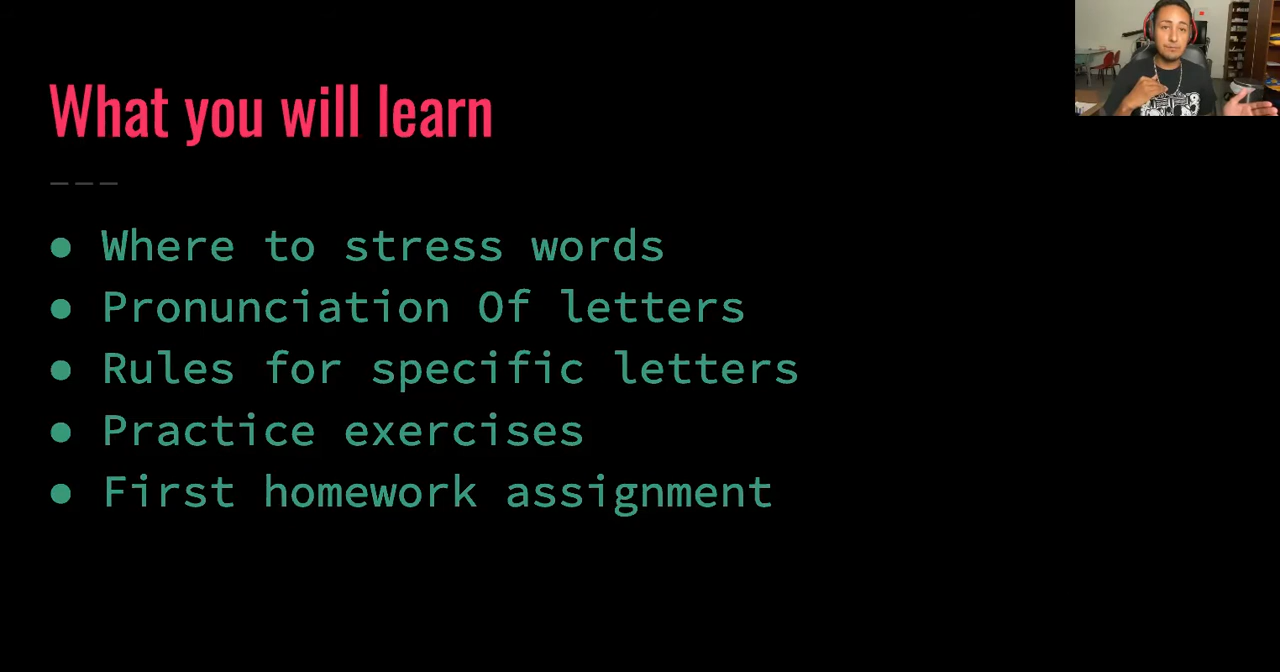 What you will learn
Where to stress words
Pronunciation Of letters
Rules for specific letters
Practice exercises
First homework assignment